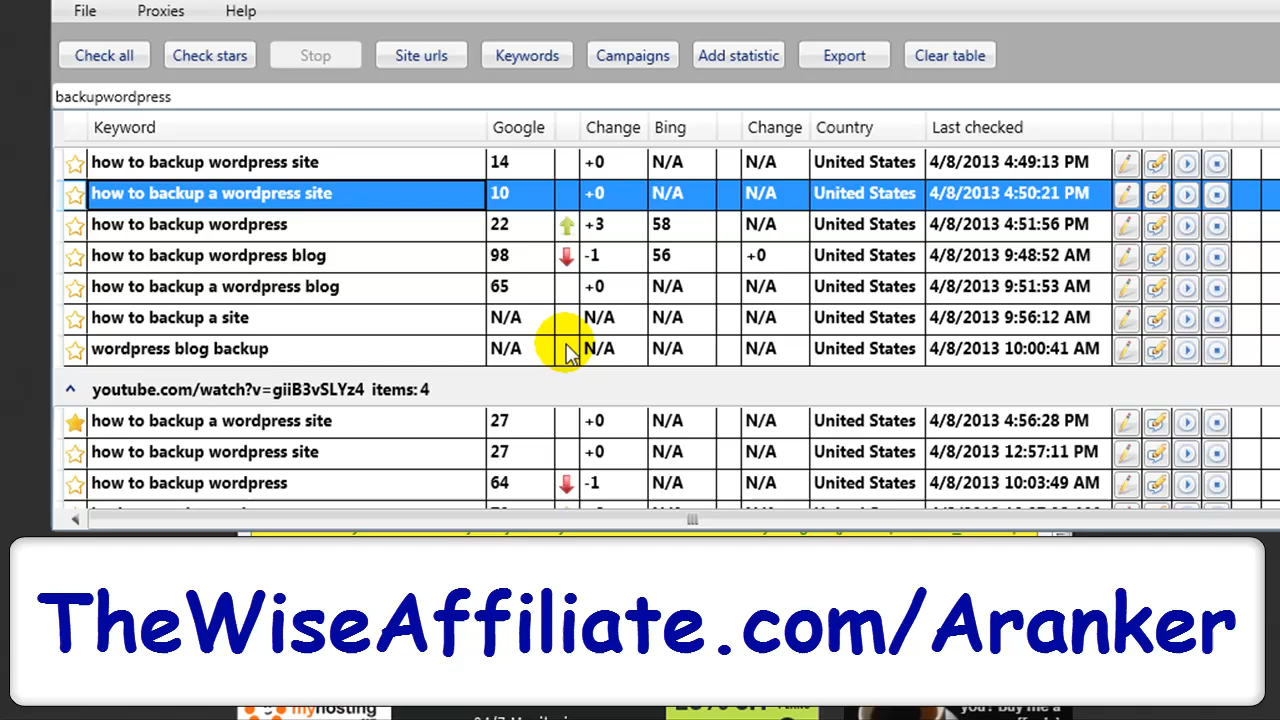 File Proxies Help
Check all Check stars Stop Site urls Keywords Campaigns Add statistic Export Clear table
backupwordpress
Keyword Google Change Bing Change Country Last checked
how to backup wordpress site 14 +0 N/A N/A United States 4/8/2013 4:49:13 PM
how to backup a wordpress site 10 +0 N/A N/A United States 4/8/2013 4:50:21 PM
how to backup wordpress 22 +3 58 N/A United States 4/8/2013 4:51:56 PM
how to backup wordpress blog 98 -1 56 +0 United States 4/8/2013 9:48:52 AM
how to backup a wordpress blog 65 +0 N/A N/A United States 4/8/2013 9:51:53 AM
how to backup a site N/A N/A N/A N/A United States 4/8/2013 9:56:12 AM
wordpress blog backup N/A N/A N/A N/A United States 4/8/2013 10:00:41 AM
youtube.com/watch?v=giiB3vSLYz4 items: 4
how to backup a wordpress site 27 +0 N/A N/A United States 4/8/2013 4:56:28 PM
how to backup wordpress site 27 +0 N/A N/A United States 4/8/2013 12:57:11 PM
how to backup wordpress 64 -1 N/A N/A United States 4/8/2013 10:03:49 AM
TheWiseAffiliate.com/Aranker
myhosting
you? Buy me a